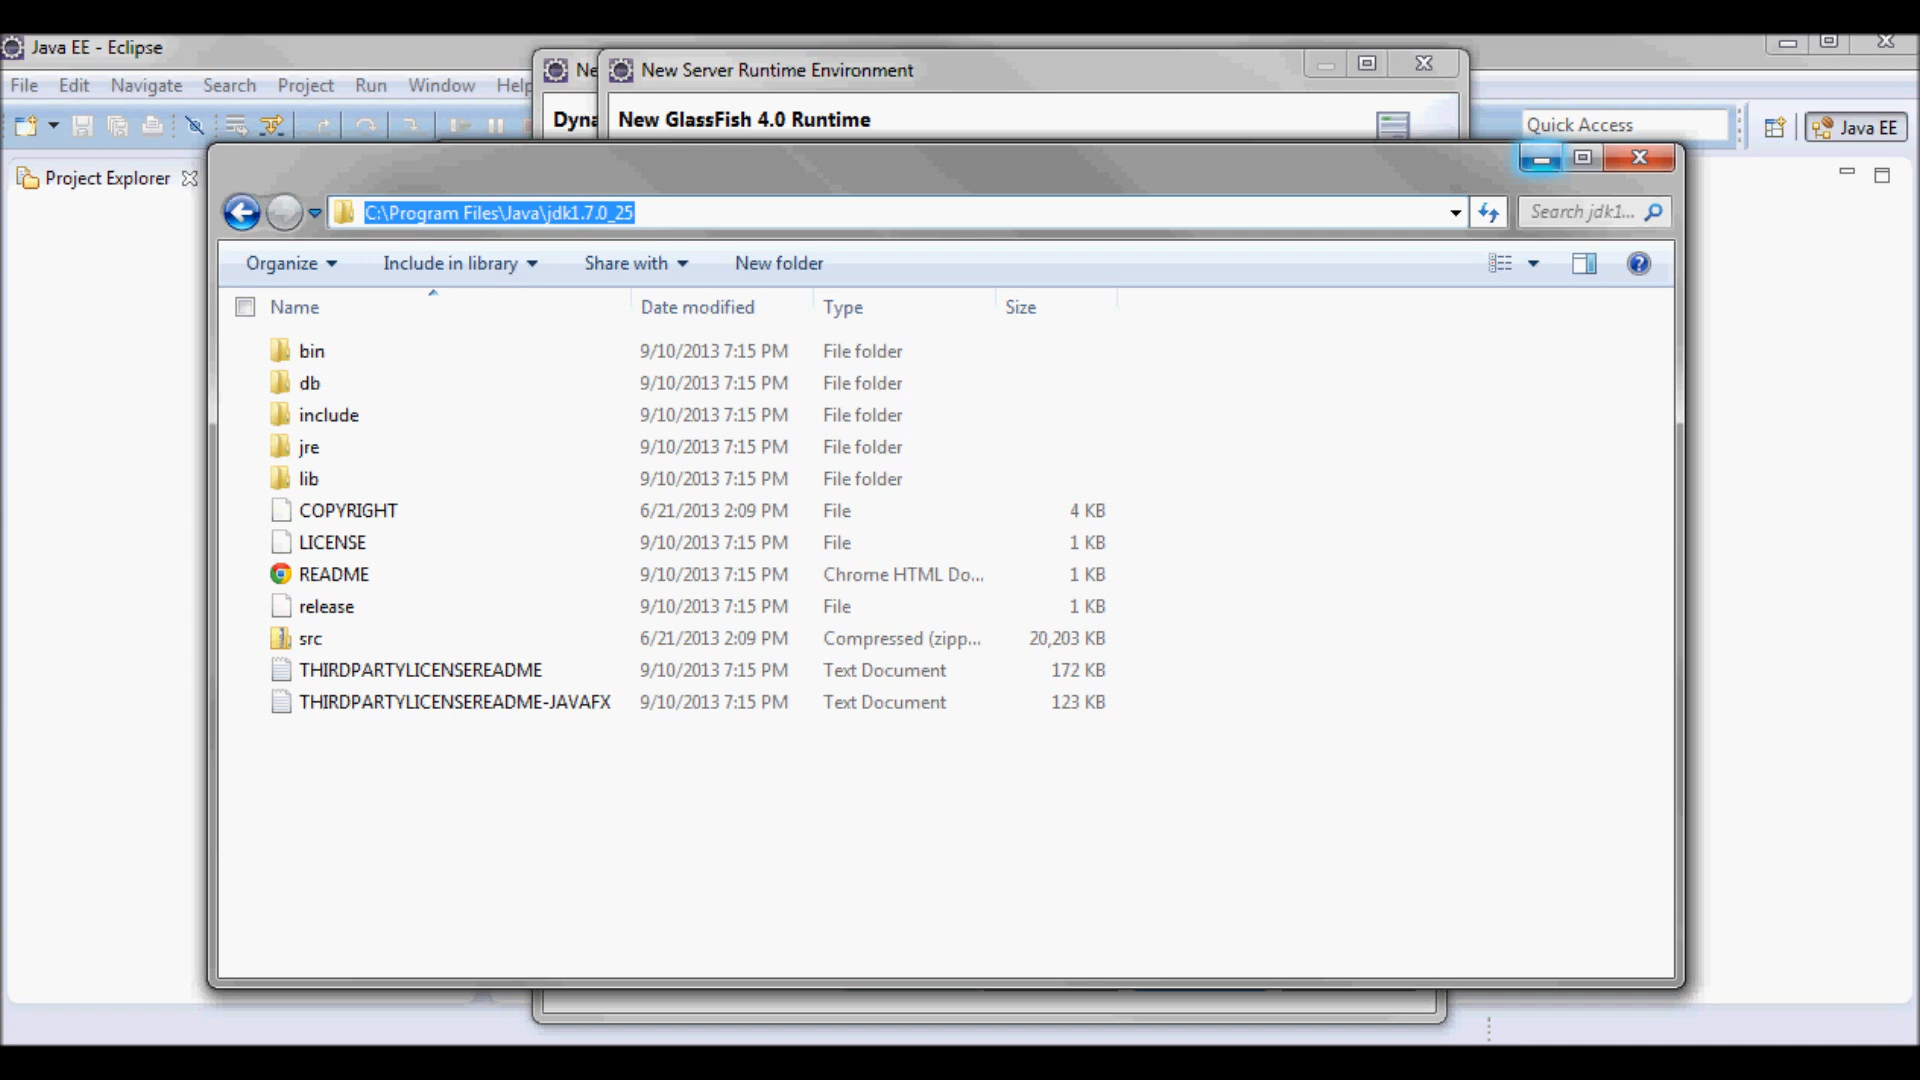 Java EE - Eclipse
File Edit Navigate Search Project Run Window Help
Ne
New Server Runtime Environment
Dyna
New GlassFish 4.0 Runtime
Quick Access
Java EE
Project Explorer
C:\Program Files\Java\jdk1.7.0_25
Search jdk1...
Organize Include in library Share with New folder
Name Date modified Type Size
bin 9/10/2013 7:15 PM File folder
db 9/10/2013 7:15 PM File folder
include 9/10/2013 7:15 PM File folder
jre 9/10/2013 7:15 PM File folder
lib 9/10/2013 7:15 PM File folder
COPYRIGHT 6/21/2013 2:09 PM File 4 KB
LICENSE 9/10/2013 7:15 PM File 1 KB
README 9/10/2013 7:15 PM Chrome HTML Do... 1 KB
release 9/10/2013 7:15 PM File 1 KB
src 6/21/2013 2:09 PM Compressed (zipp... 20,203 KB
THIRDPARTYLICENSEREADME 9/10/2013 7:15 PM Text Document 172 KB
THIRDPARTYLICENSEREADME-JAVAFX 9/10/2013 7:15 PM Text Document 123 KB